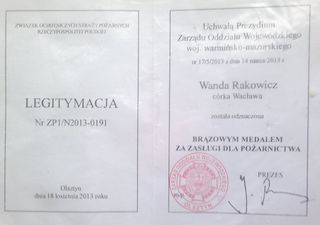 ZWIĄZEK OCHOTNICZYCH STRAŻY POŻARNYCH
RZECZYPOSPOLITEJ POLSKIEJ
LEGITYMACJA
Nr ZP1/N2013-0191
Olsztyn
dnia 18 kwietnia 2013 roku
Uchwałą Prezydium
Zarządu Oddziału Wojewódzkiego
woj. warmińsko-mazurskiego
nr 17/5/2013 z dnia 14 marca 2013 r
Wanda Rakowicz
córka Wacława
została odznaczona
BRĄZOWYM MEDALEM
ZA ZASŁUGI DLA POŻARNICTWA
PREZES